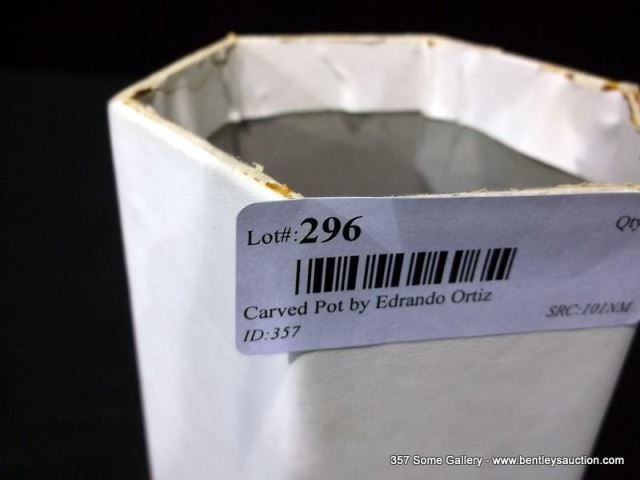 Lot#:296
Qty
Carved Pot by Edrando Ortiz
SRC:101NM
ID:357
357 Some Gallery - www.bentleysauction.com